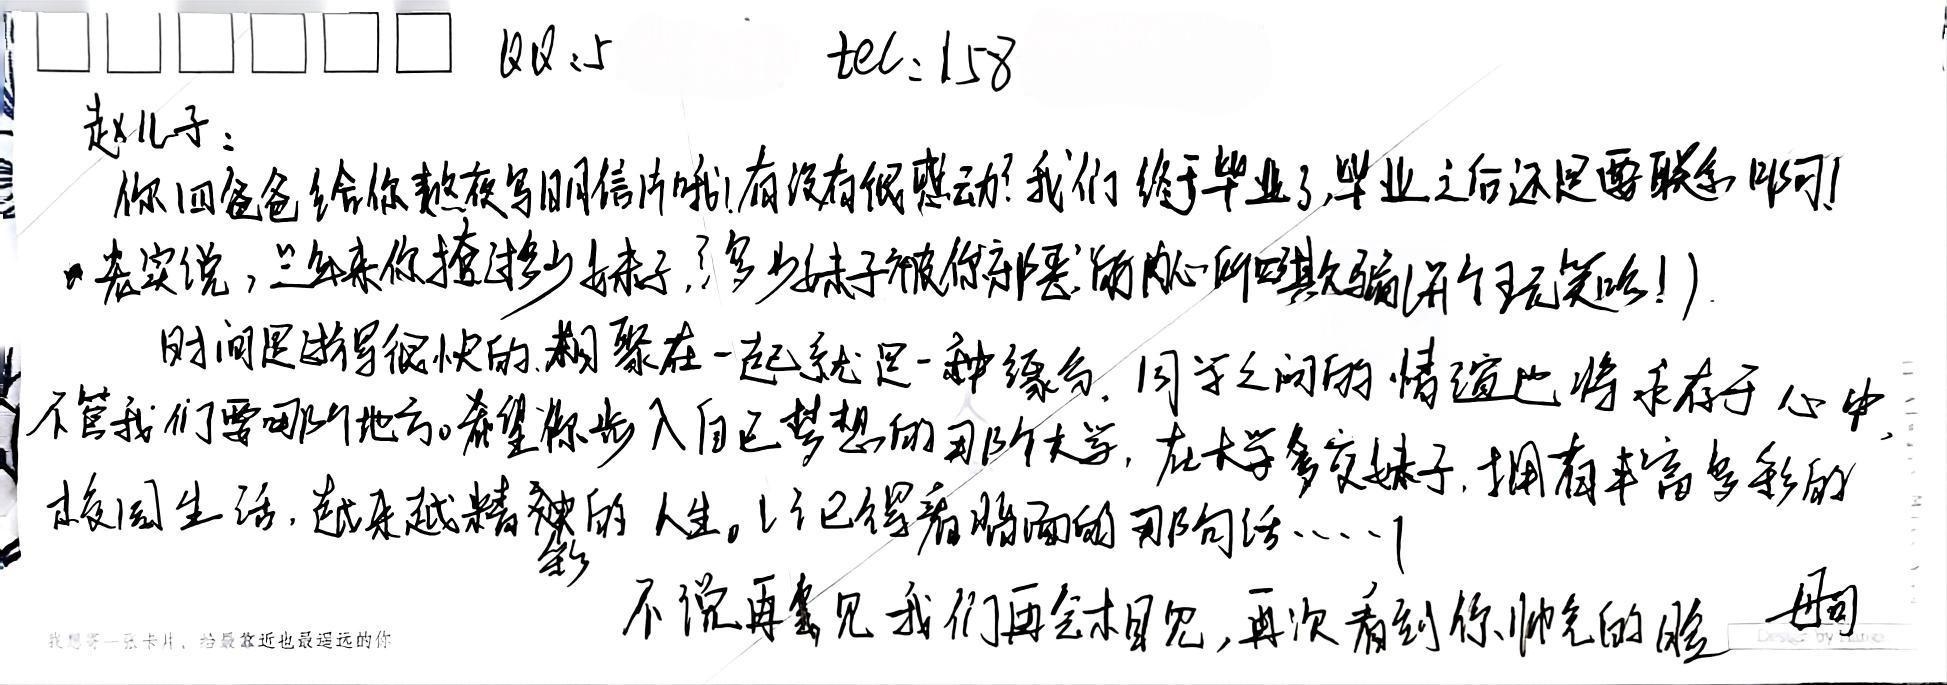 QQ:5 tel:158
赵儿子:
你四爸爸给你熬夜写明信片哦!有没有很感动!我们终于毕业了,毕业之后还是要联系啊!
老实说,三年来你撩过多少妹子,多少妹子被你邪恶的内心所欺骗(开个玩笑哈!).
时间是过得很快的,相聚在一起就是一种缘分,同学之间的情谊也将永存于心中,
不管我们要哪个地方。希望你步入自己梦想的那个大学,在大学多交妹子,拥有丰富多彩的
校园生活,越来越精彩的人生。(记得看背面的那句话……)
不说再见我们再会相见,再次看到你帅气的脸
我想寄一张卡片,给最靠近也最遥远的你
Design by